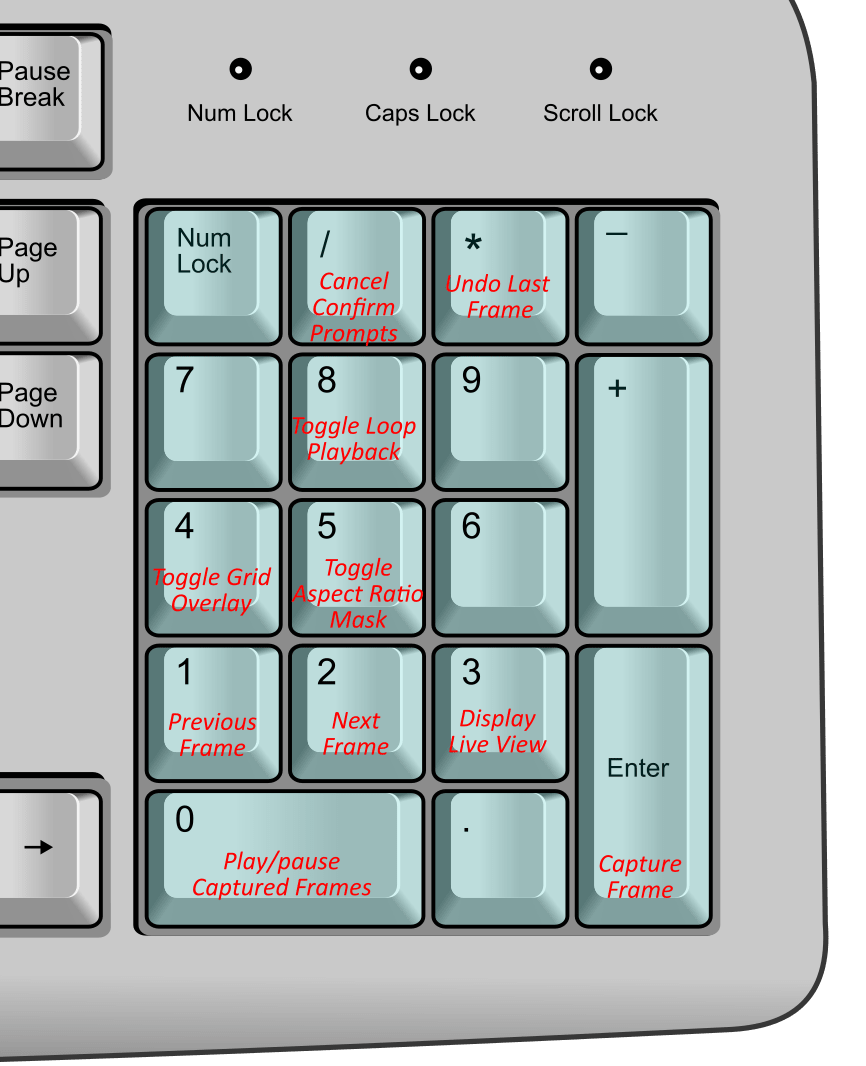 Pause
Break
Num Lock
Caps Lock
Scroll Lock
Page
Up
Page
Down
→
Num
Lock
/
Cancel
Confirm
Prompts
*
Undo Last
Frame
–
7
8
Toggle Loop
Playback
9
+
4
Toggle Grid
Overlay
5
Toggle
Aspect Ratio
Mask
6
1
Previous
Frame
2
Next
Frame
3
Display
Live View
Enter
Capture
Frame
0
Play/pause
Captured Frames
.